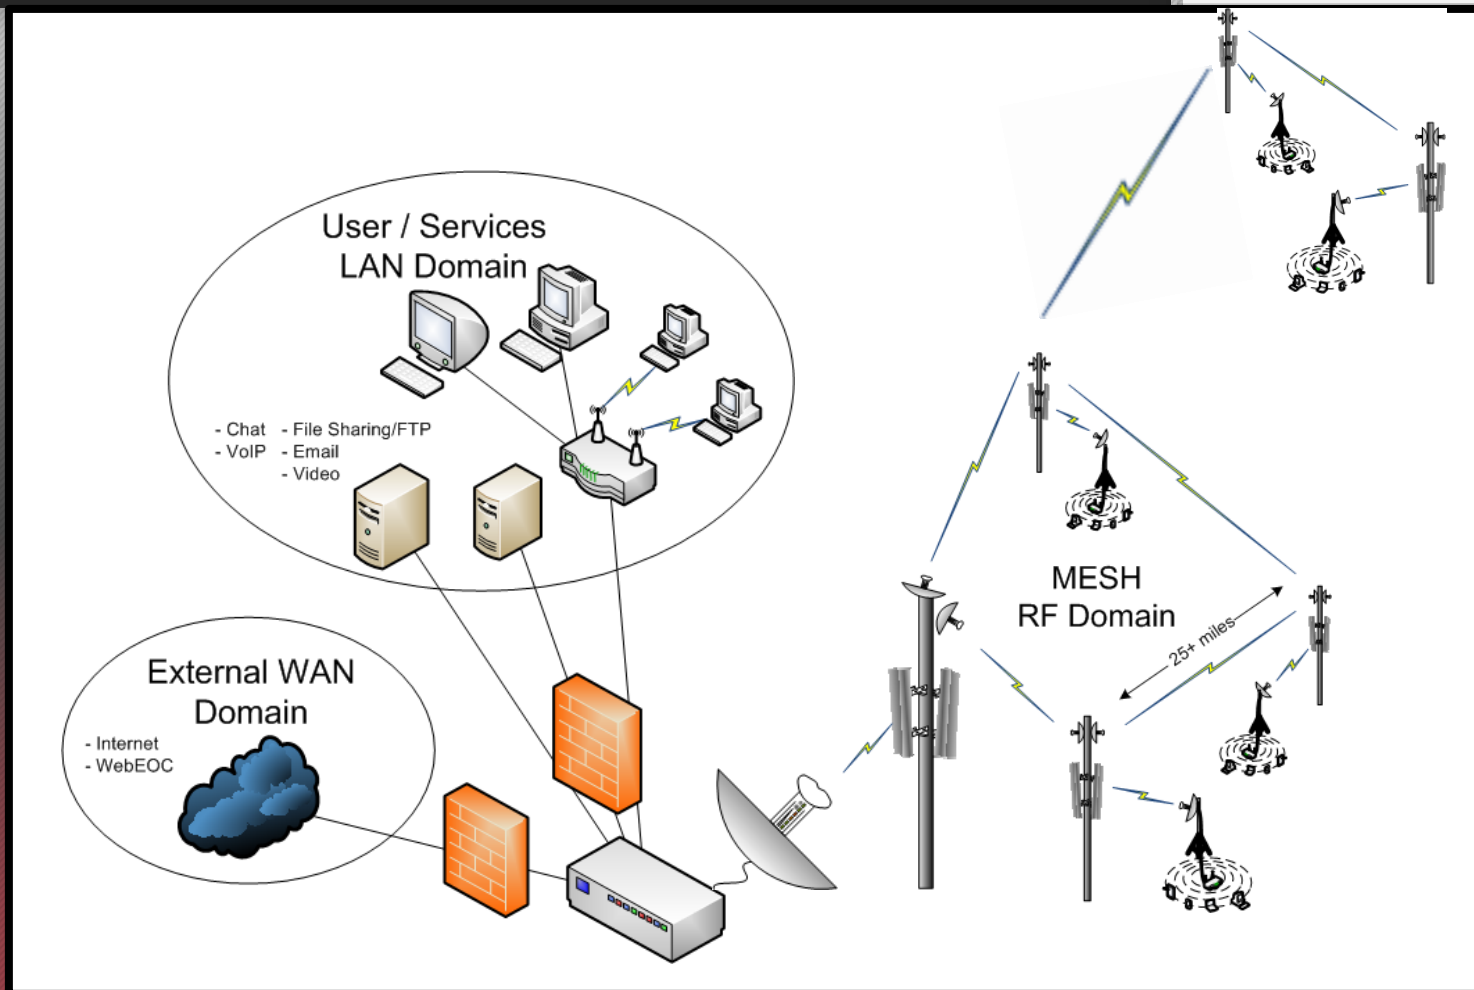 User / Services
LAN Domain
- Chat - File Sharing/FTP
- VoIP - Email
- Video
External WAN
Domain
- Internet
- WebEOC
MESH
RF Domain
25+ miles